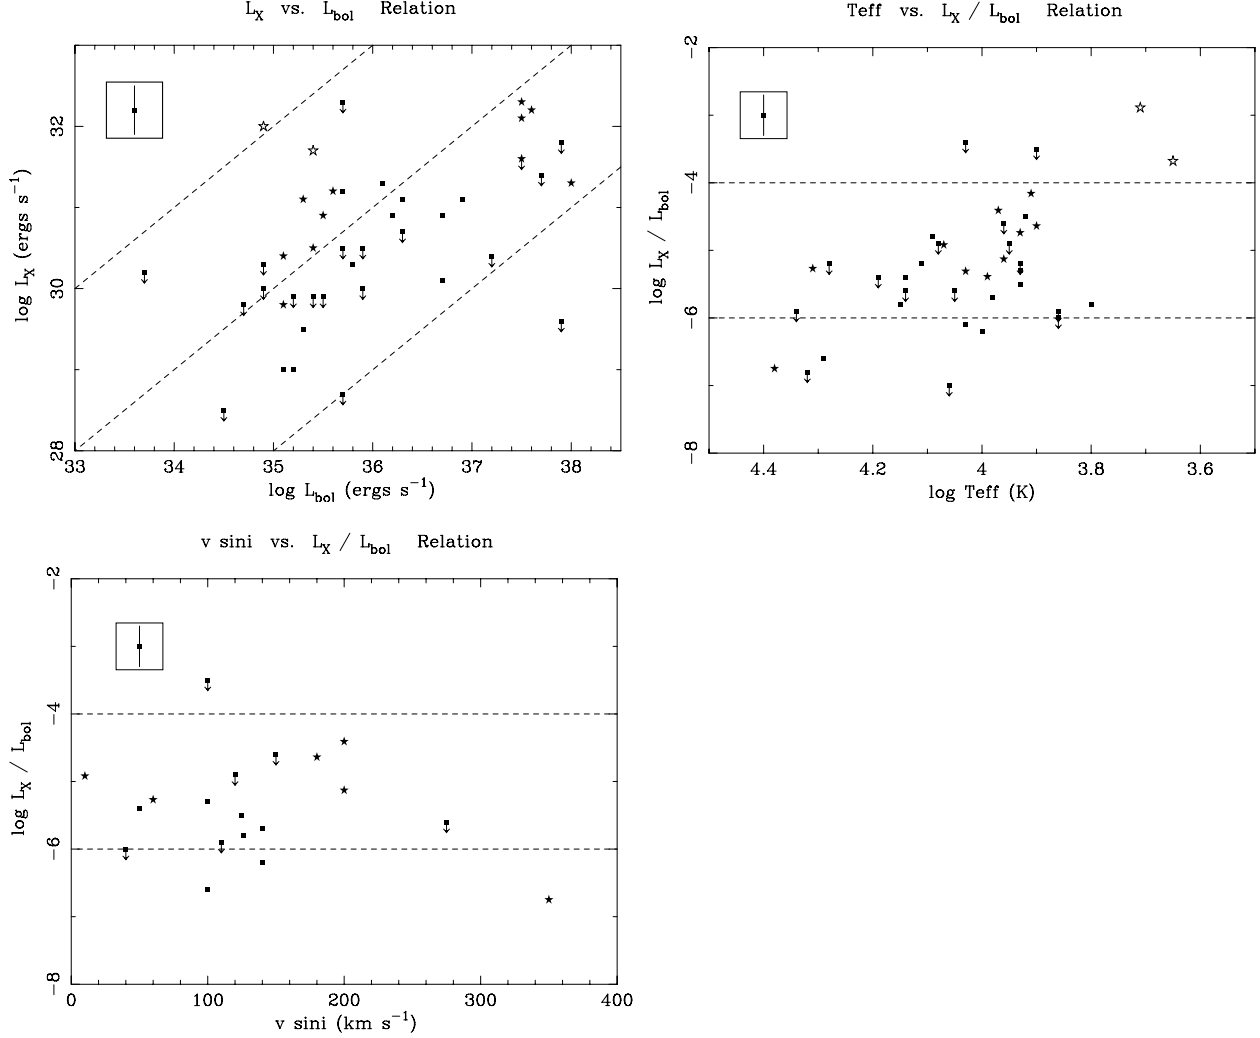 L_X vs. L_bol Relation
log L_X (ergs s^-1)
32
30
28
33 34 35 36 37 38
log L_bol (ergs s^-1)
Teff vs. L_X / L_bol Relation
log L_X / L_bol
-2
-4
-6
-8
4.4 4.2 4 3.8 3.6
log Teff (K)
v sini vs. L_X / L_bol Relation
log L_X / L_bol
-2
-4
-6
-8
0 100 200 300 400
v sini (km s^-1)